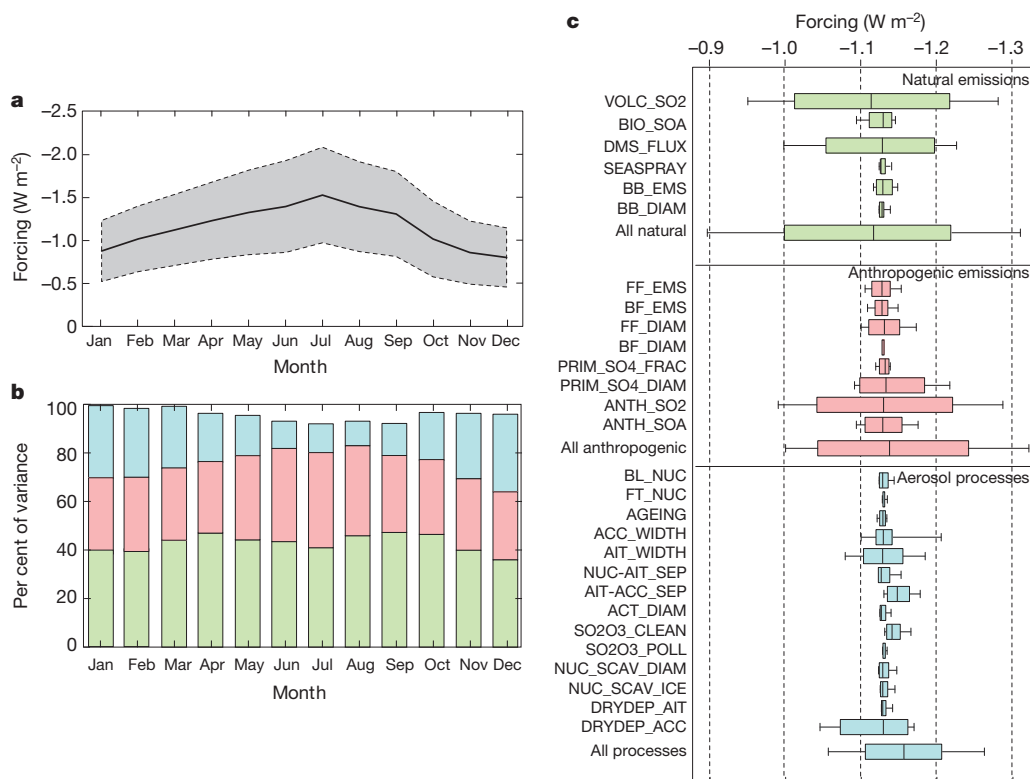 a
−2.5
−2.0
−1.5
−1.0
−0.5
0
Forcing (W m−2)
Jan Feb Mar Apr May Jun Jul Aug Sep Oct Nov Dec
Month
b
100
80
60
40
20
0
Per cent of variance
Jan Feb Mar Apr May Jun Jul Aug Sep Oct Nov Dec
Month
c
Forcing (W m−2)
−0.9 −1.0 −1.1 −1.2 −1.3
Natural emissions
VOLC_SO2
BIO_SOA
DMS_FLUX
SEASPRAY
BB_EMS
BB_DIAM
All natural
Anthropogenic emissions
FF_EMS
BF_EMS
FF_DIAM
BF_DIAM
PRIM_SO4_FRAC
PRIM_SO4_DIAM
ANTH_SO2
ANTH_SOA
All anthropogenic
Aerosol processes
BL_NUC
FT_NUC
AGEING
ACC_WIDTH
AIT_WIDTH
NUC-AIT_SEP
AIT-ACC_SEP
ACT_DIAM
SO2O3_CLEAN
SO2O3_POLL
NUC_SCAV_DIAM
NUC_SCAV_ICE
DRYDEP_AIT
DRYDEP_ACC
All processes